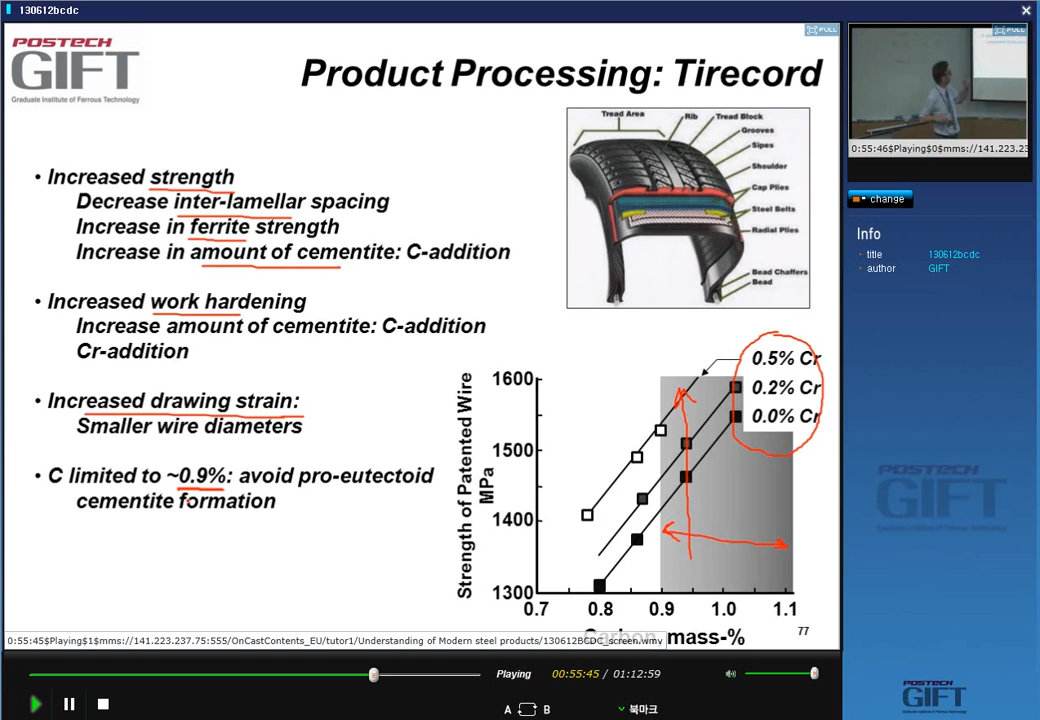 130612bcdc
POSTECH
GIFT
Graduate Institute of Ferrous Technology
Product Processing: Tirecord
FULL
• Increased strength
Decrease inter-lamellar spacing
Increase in ferrite strength
Increase in amount of cementite: C-addition
• Increased work hardening
Increase amount of cementite: C-addition
Cr-addition
• Increased drawing strain:
Smaller wire diameters
• C limited to ~0.9%: avoid pro-eutectoid
cementite formation
Tread Area
Rib
Tread Block
Grooves
Sipes
Shoulder
Cap Plies
Steel Belts
Radial Plies
Bead Chaffers
Bead
Strength of Patented Wire
MPa
1600
1500
1400
1300
0.5% Cr
0.2% Cr
0.0% Cr
0.7
0.8
0.9
1.0
1.1
Carbon mass-%
77
0:55:45$Playing$1$mms://141.223.237.75:555/OnCastContents_EU/tutor1/Understanding of Modern steel products/130612BCDC_screen.wmv
Playing
00:55:45 / 01:12:59
A B
북마크
FULL
0:55:46$Playing$0$mms://141.223.23
change
Info
title 130612bcdc
author GIFT
POSTECH
GIFT
POSTECH
GIFT